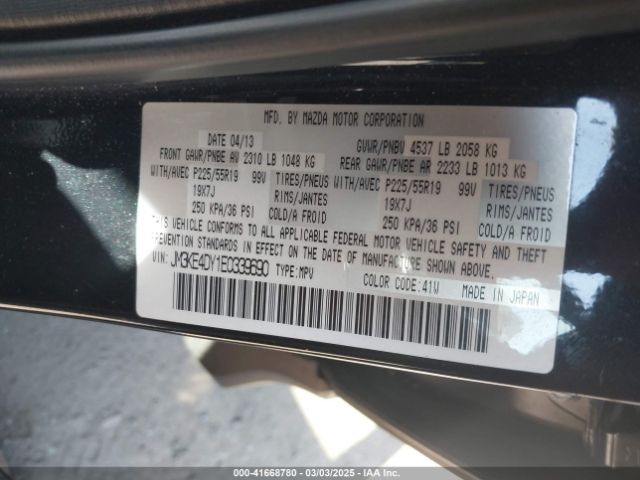 MFD. BY MAZDA MOTOR CORPORATION
DATE 04/13 GVWR/PNBV 4537 LB 2058 KG
FRONT GAWR/PNBE AV 2310 LB 1048 KG REAR GAWR/PNBE AR 2233 LB 1013 KG
WITH/AVEC P225/55R19 99V TIRES/PNEUS WITH/AVEC P225/55R19 99V TIRES/PNEUS
19X7J RIMS/JANTES 19X7J RIMS/JANTES
250 KPA/36 PSI COLD/A FROID 250 KPA/36 PSI COLD/A FROID
THIS VEHICLE CONFORMS TO ALL APPLICABLE FEDERAL MOTOR VEHICLE SAFETY AND THEFT
PREVENTION STANDARDS IN EFFECT ON THE DATE OF MANUFACTURE SHOWN ABOVE.
VIN: JM3KE4DY1E0339690 TYPE:MPV COLOR CODE:41W MADE IN JAPAN
000-41668780 - 03/03/2025 - IAA Inc.